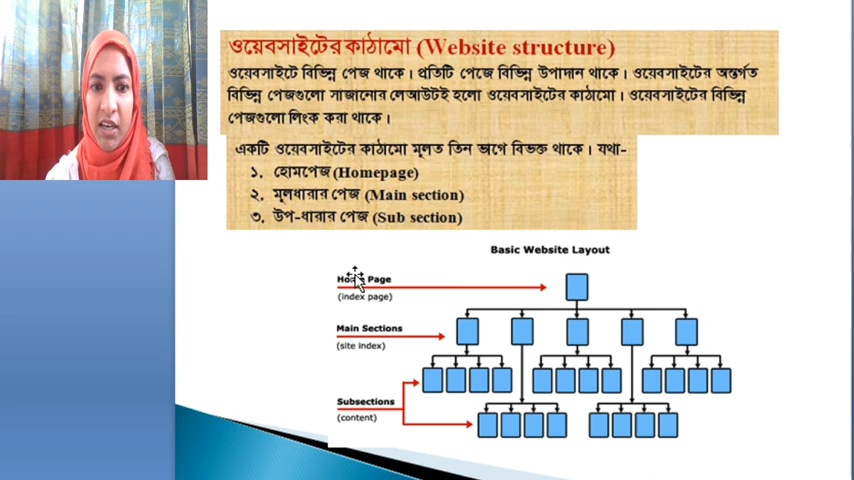 ওয়েবসাইটের কাঠামো (Website structure)
ওয়েবসাইটে বিভিন্ন পেজ থাকে। প্রতিটি পেজে বিভিন্ন উপাদান থাকে। ওয়েবসাইটের অন্তর্গত
বিভিন্ন পেজগুলো সাজানোর লেআউটই হলো ওয়েবসাইটের কাঠামো। ওয়েবসাইটের বিভিন্ন
পেজগুলো লিংক করা থাকে।
একটি ওয়েবসাইটের কাঠামো মূলত তিন ভাগে বিভক্ত থাকে। যথা-
১. হোমপেজ (Homepage)
২. মূলধারার পেজ (Main section)
৩. উপ-ধারার পেজ (Sub section)
Basic Website Layout
Home Page
(index page)
Main Sections
(site index)
Subsections
(content)